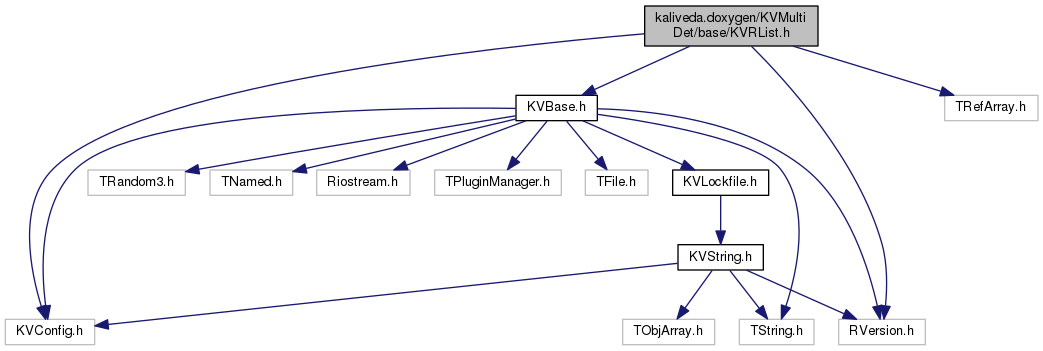 kaliveda.doxygen/KVMulti
Det/base/KVRList.h
KVBase.h
TRefArray.h
TRandom3.h
TNamed.h
Riostream.h
TPluginManager.h
TFile.h
KVLockfile.h
KVString.h
KVConfig.h
TObjArray.h
TString.h
RVersion.h